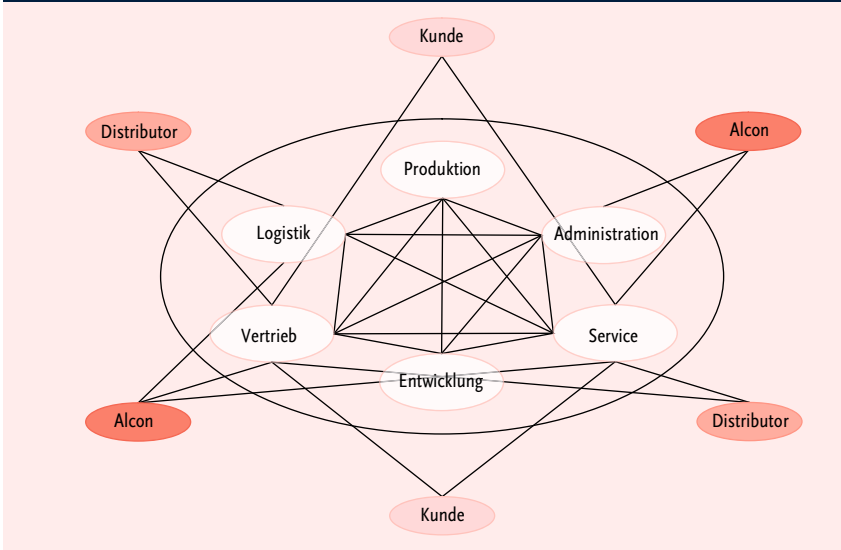 Kunde
Distributor
Alcon
Produktion
Logistik
Administration
Vertrieb
Service
Entwicklung
Alcon
Distributor
Kunde